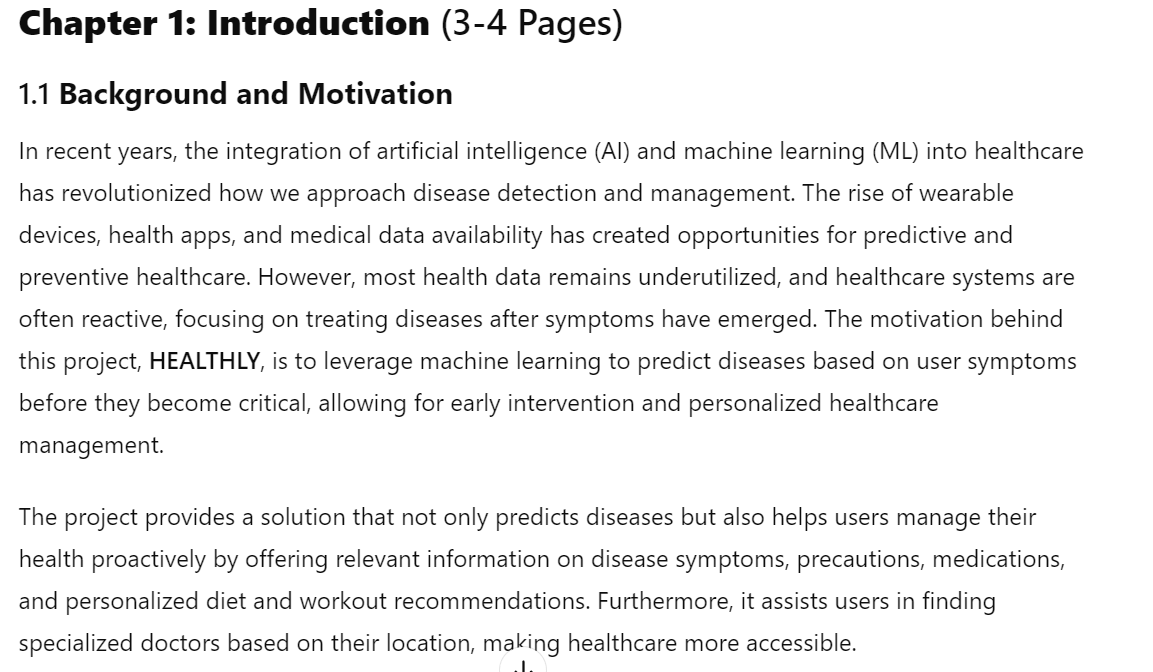 Chapter 1: Introduction (3-4 Pages)
1.1 Background and Motivation
In recent years, the integration of artificial intelligence (AI) and machine learning (ML) into healthcare
has revolutionized how we approach disease detection and management. The rise of wearable
devices, health apps, and medical data availability has created opportunities for predictive and
preventive healthcare. However, most health data remains underutilized, and healthcare systems are
often reactive, focusing on treating diseases after symptoms have emerged. The motivation behind
this project, HEALTHLY, is to leverage machine learning to predict diseases based on user symptoms
before they become critical, allowing for early intervention and personalized healthcare
management.
The project provides a solution that not only predicts diseases but also helps users manage their
health proactively by offering relevant information on disease symptoms, precautions, medications,
and personalized diet and workout recommendations. Furthermore, it assists users in finding
specialized doctors based on their location, making healthcare more accessible.